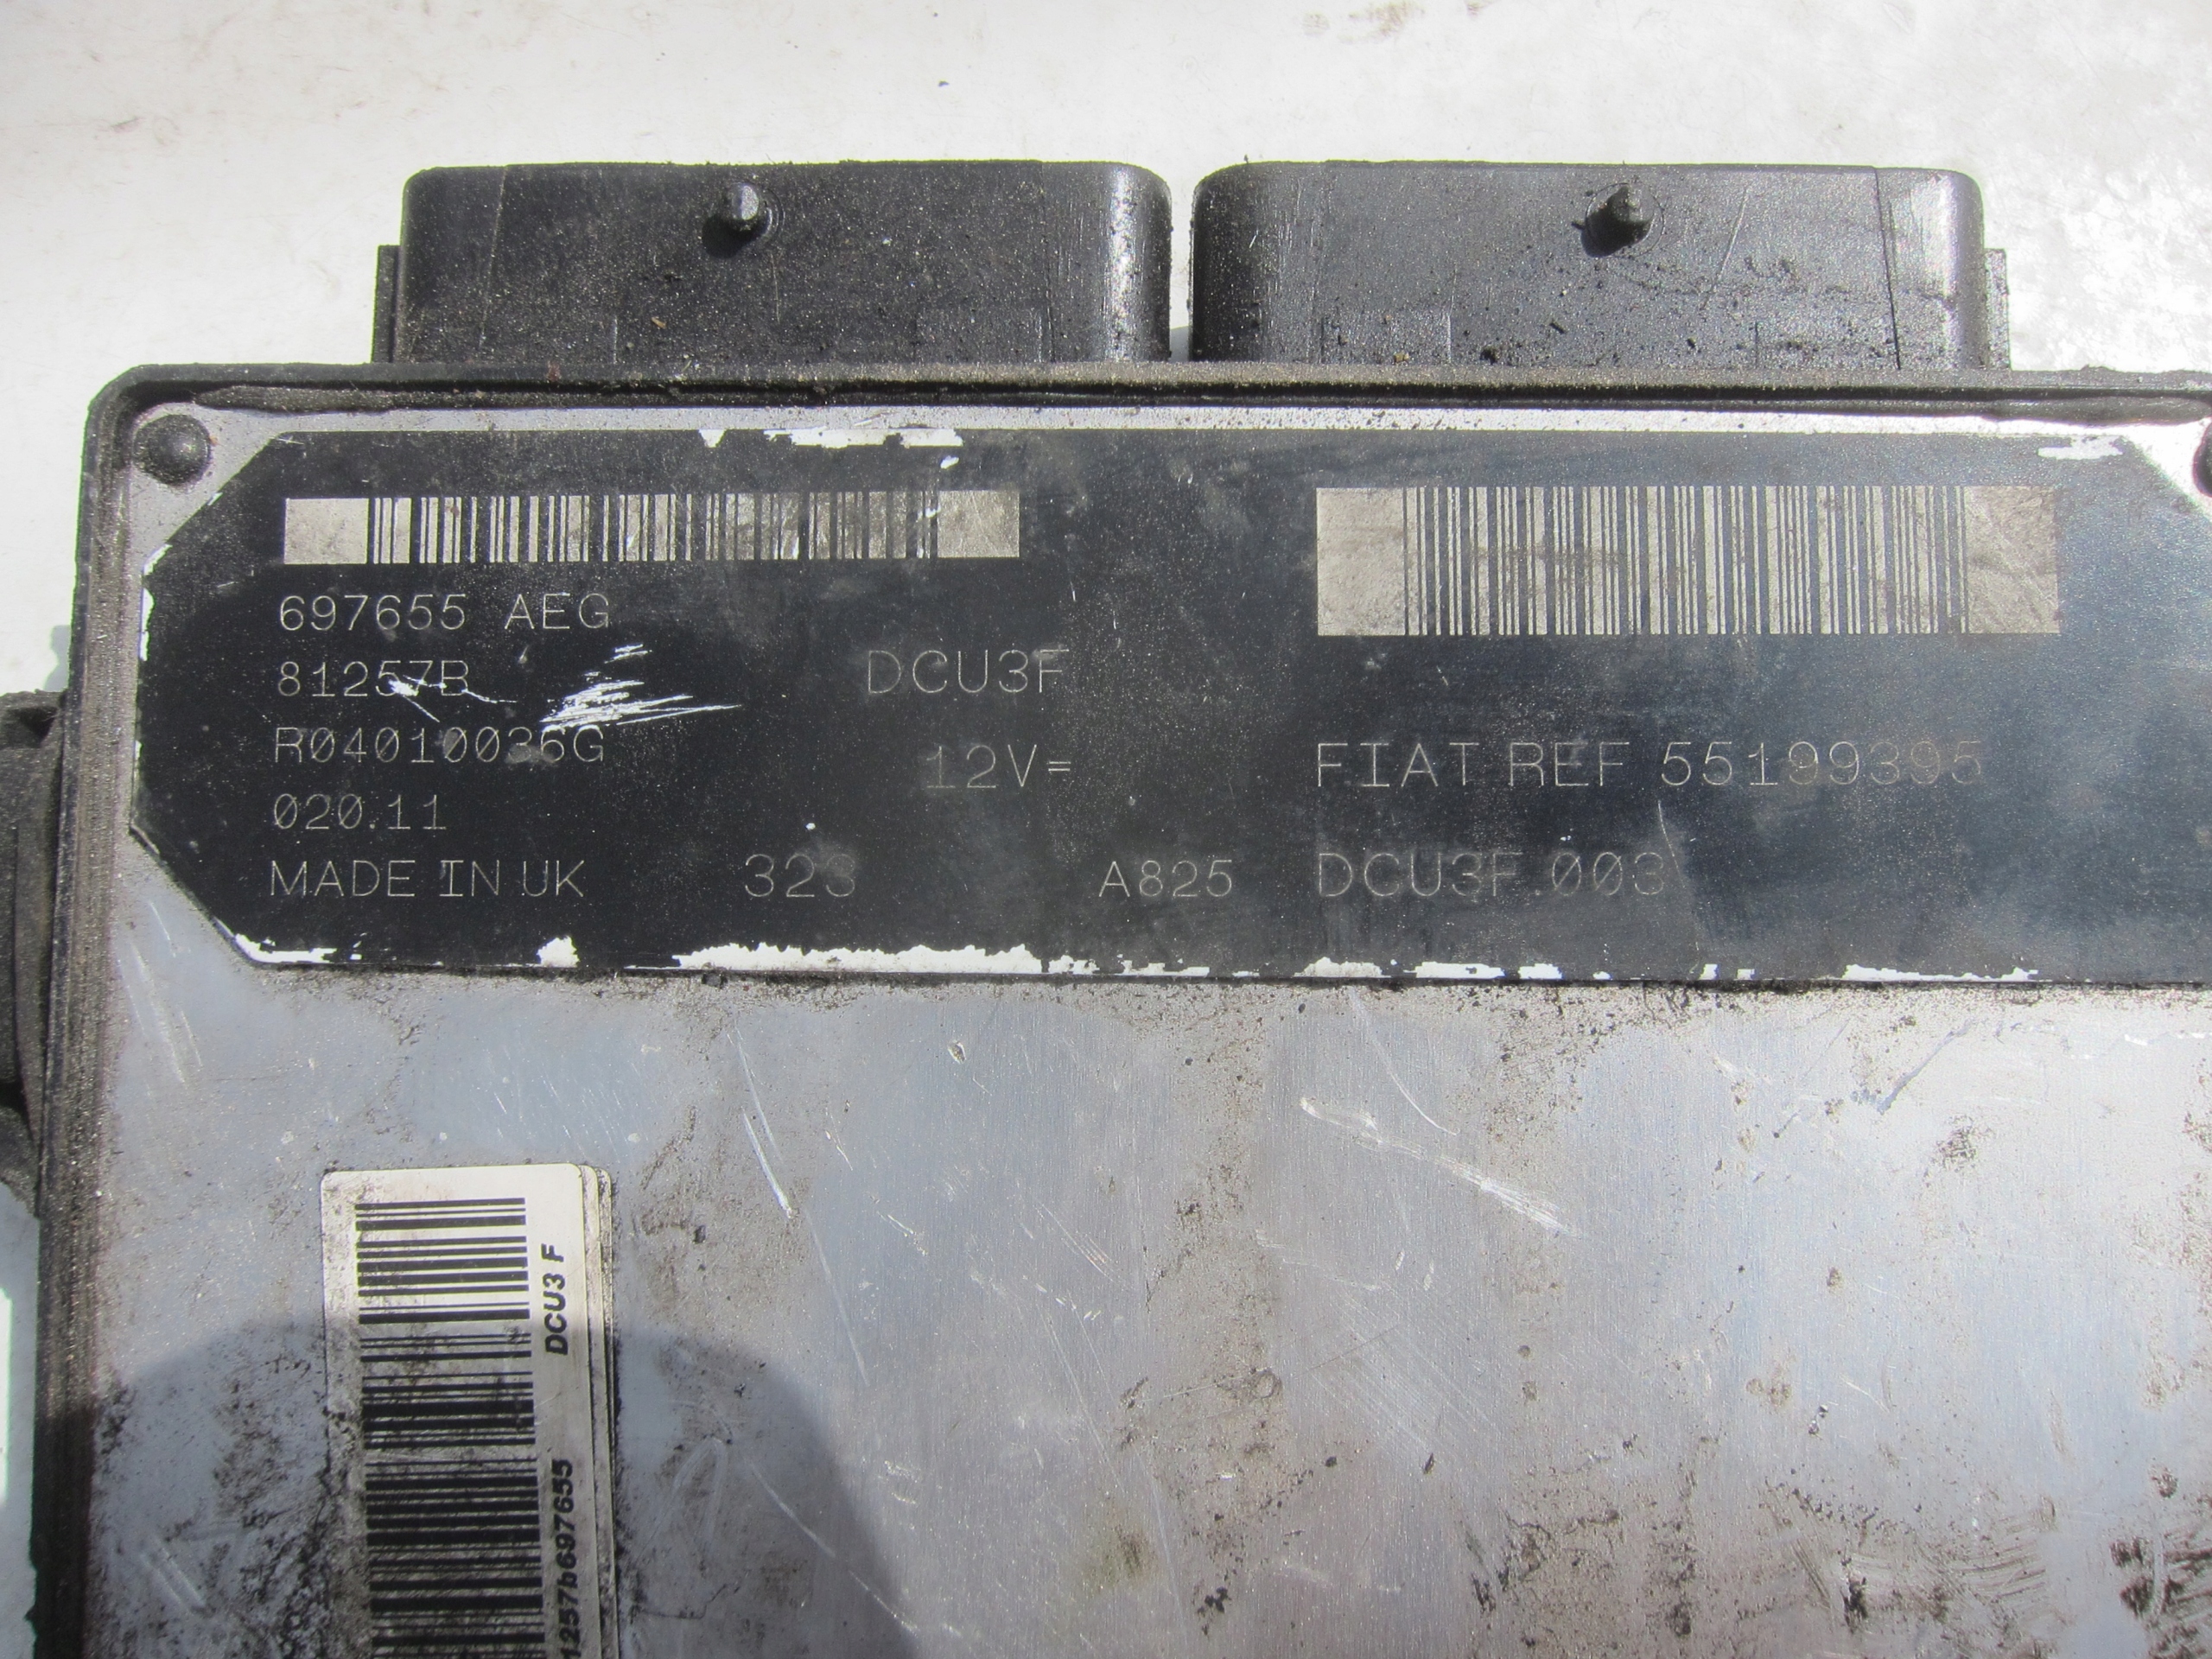 697655 AEG
81257B
R04010036G
020.11
MADE IN UK
DCU3F
12V=
323
A825
FIAT REF 55199395
DCU3F.003
DCU3 F
1257b697655